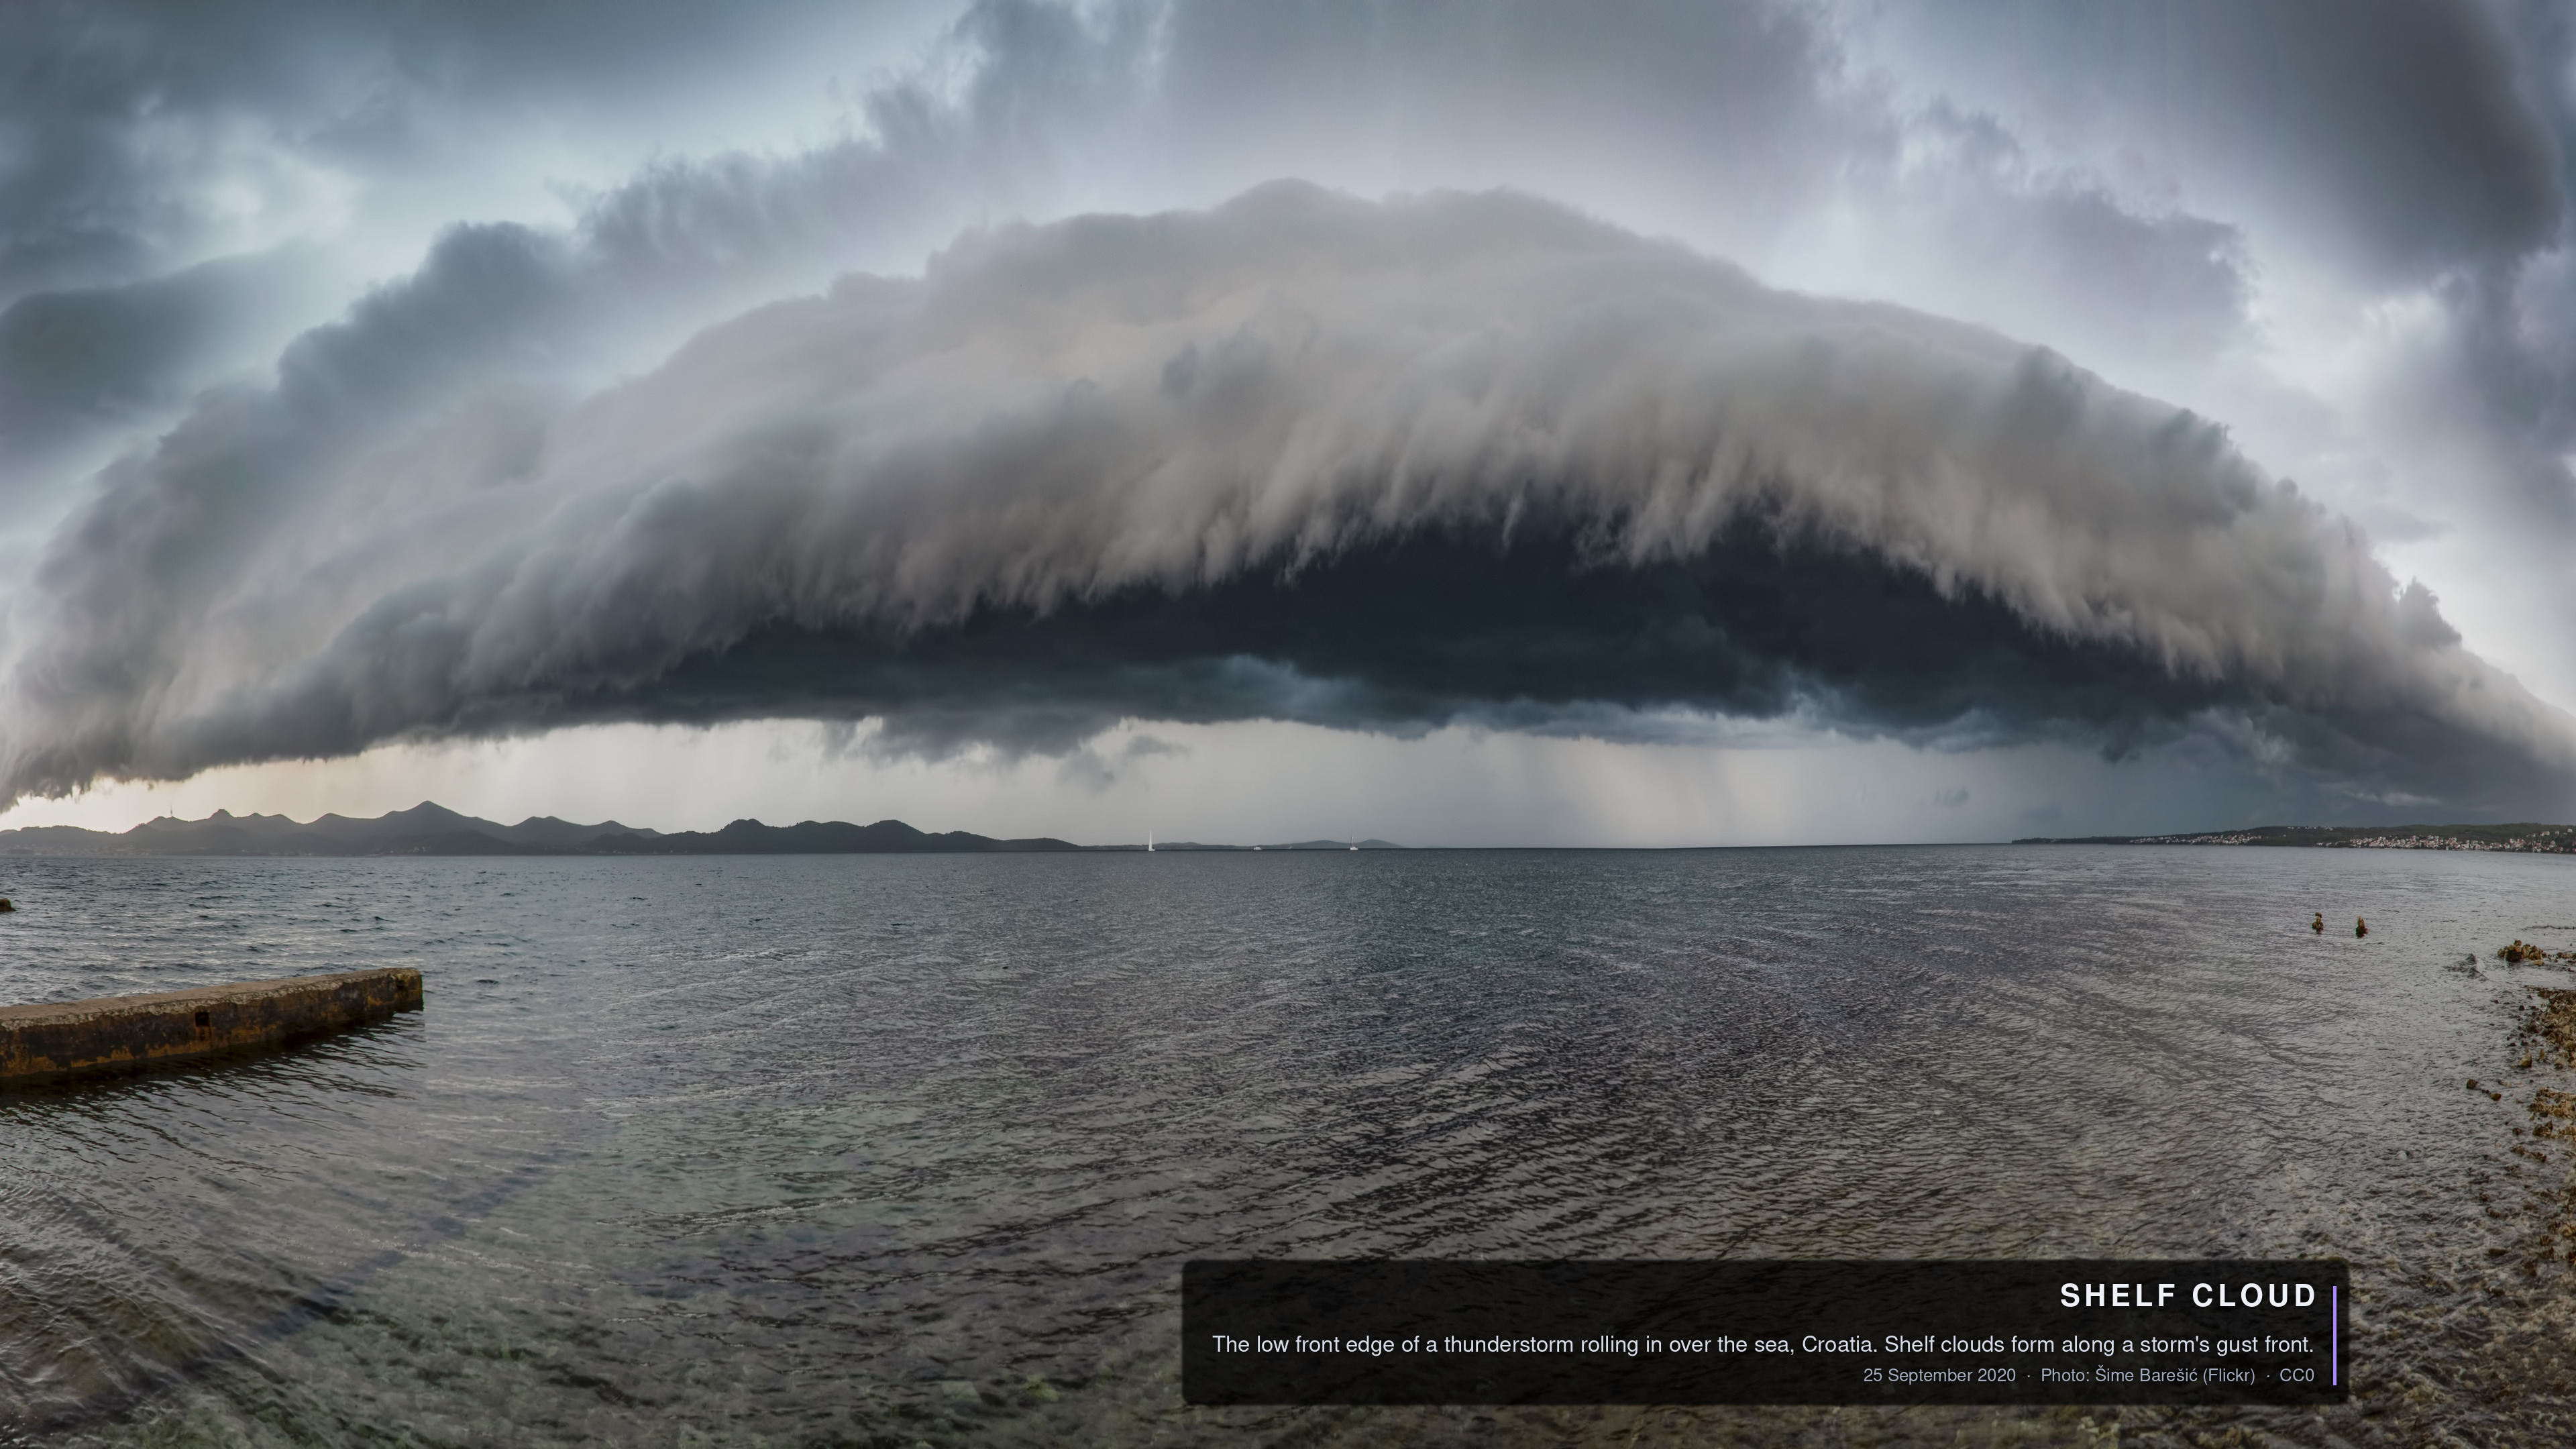 SHELF CLOUD
The low front edge of a thunderstorm rolling in over the sea, Croatia. Shelf clouds form along a storm's gust front.
25 September 2020 · Photo: Šime Barešić (Flickr) · CC0